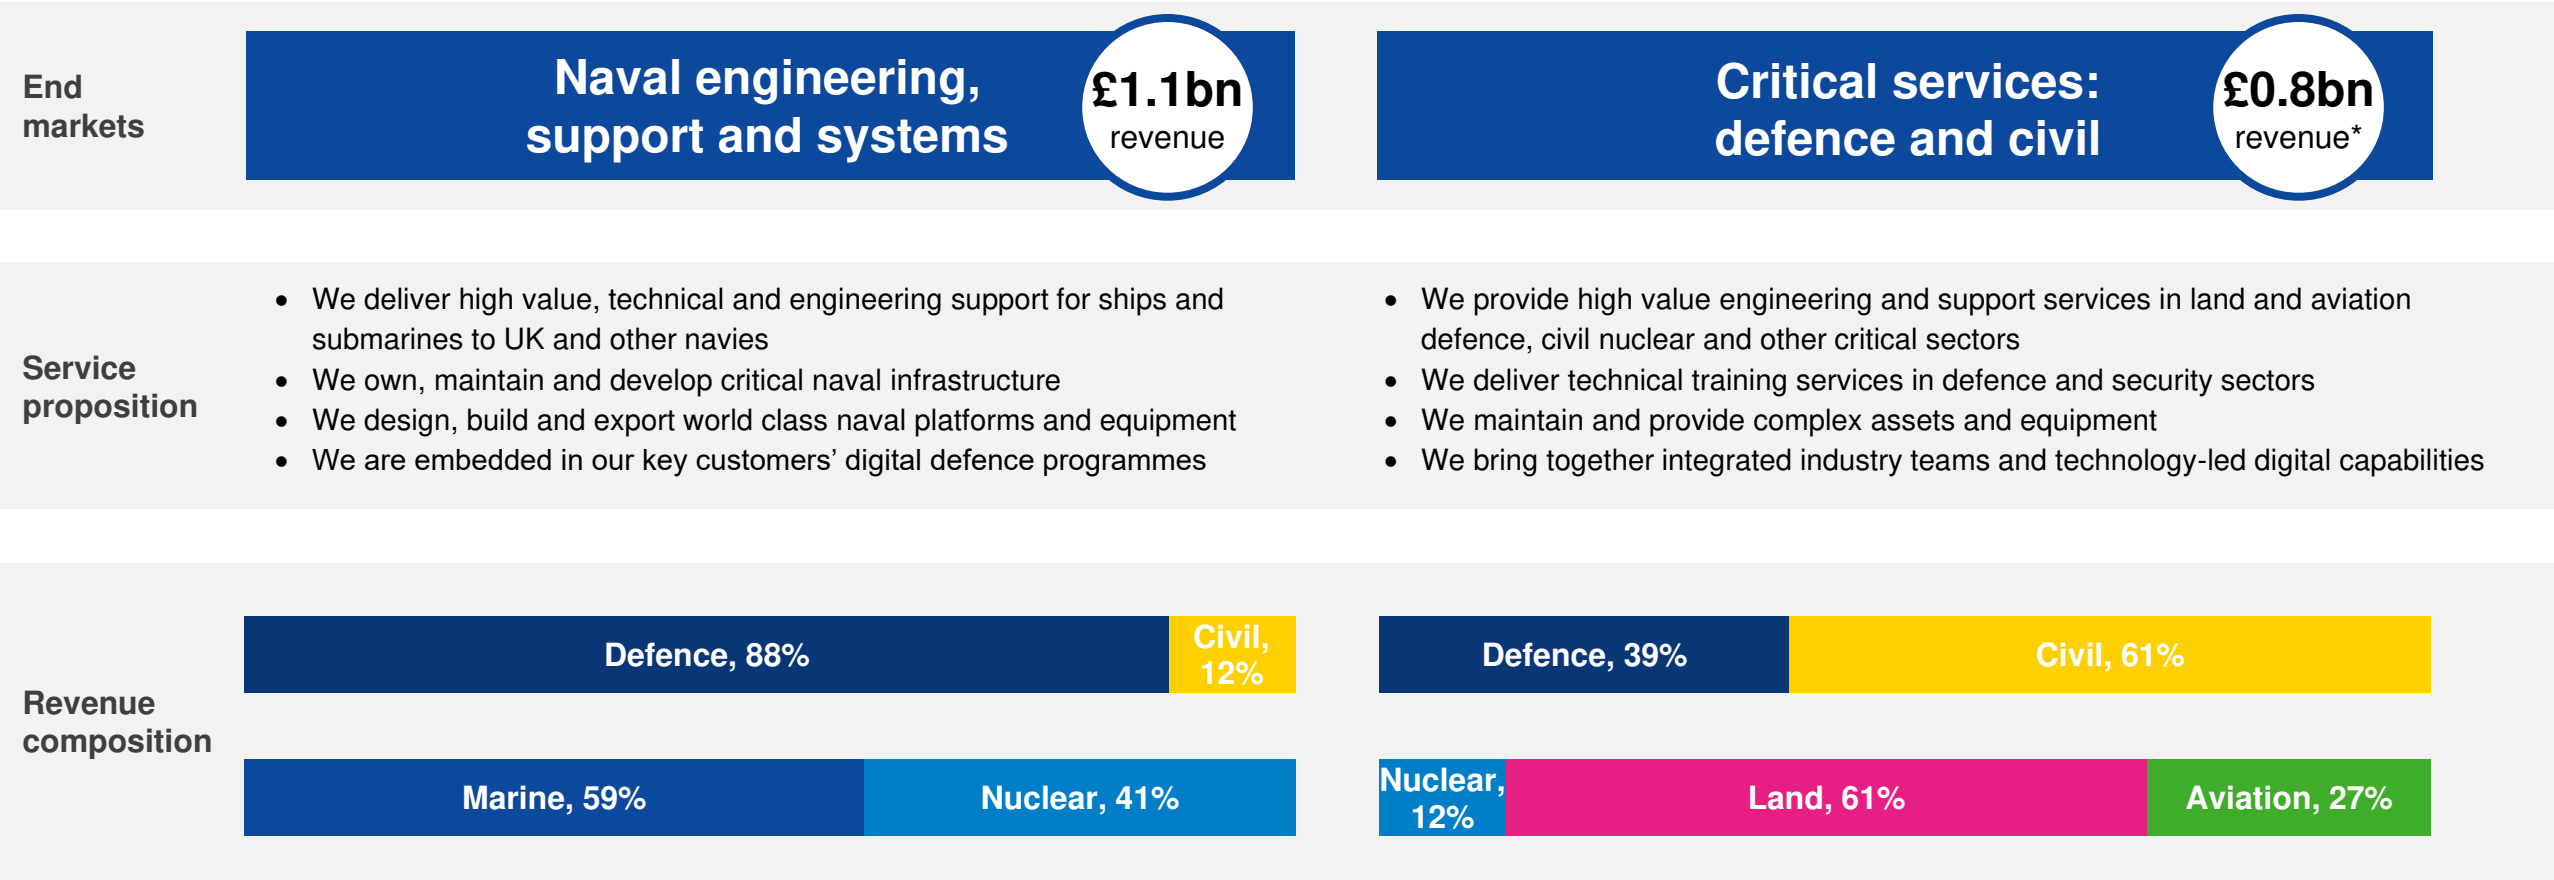 End
markets
Naval engineering,
support and systems
£1.1bn
revenue
Critical services:
defence and civil
£0.8bn
revenue*
Service
proposition
• We deliver high value, technical and engineering support for ships and
submarines to UK and other navies
• We own, maintain and develop critical naval infrastructure
• We design, build and export world class naval platforms and equipment
• We are embedded in our key customers’ digital defence programmes
• We provide high value engineering and support services in land and aviation
defence, civil nuclear and other critical sectors
• We deliver technical training services in defence and security sectors
• We maintain and provide complex assets and equipment
• We bring together integrated industry teams and technology-led digital capabilities
Revenue
composition
Defence, 88%
Civil,
12%
Defence, 39%
Civil, 61%
Marine, 59%
Nuclear, 41%
Nuclear,
12%
Land, 61%
Aviation, 27%